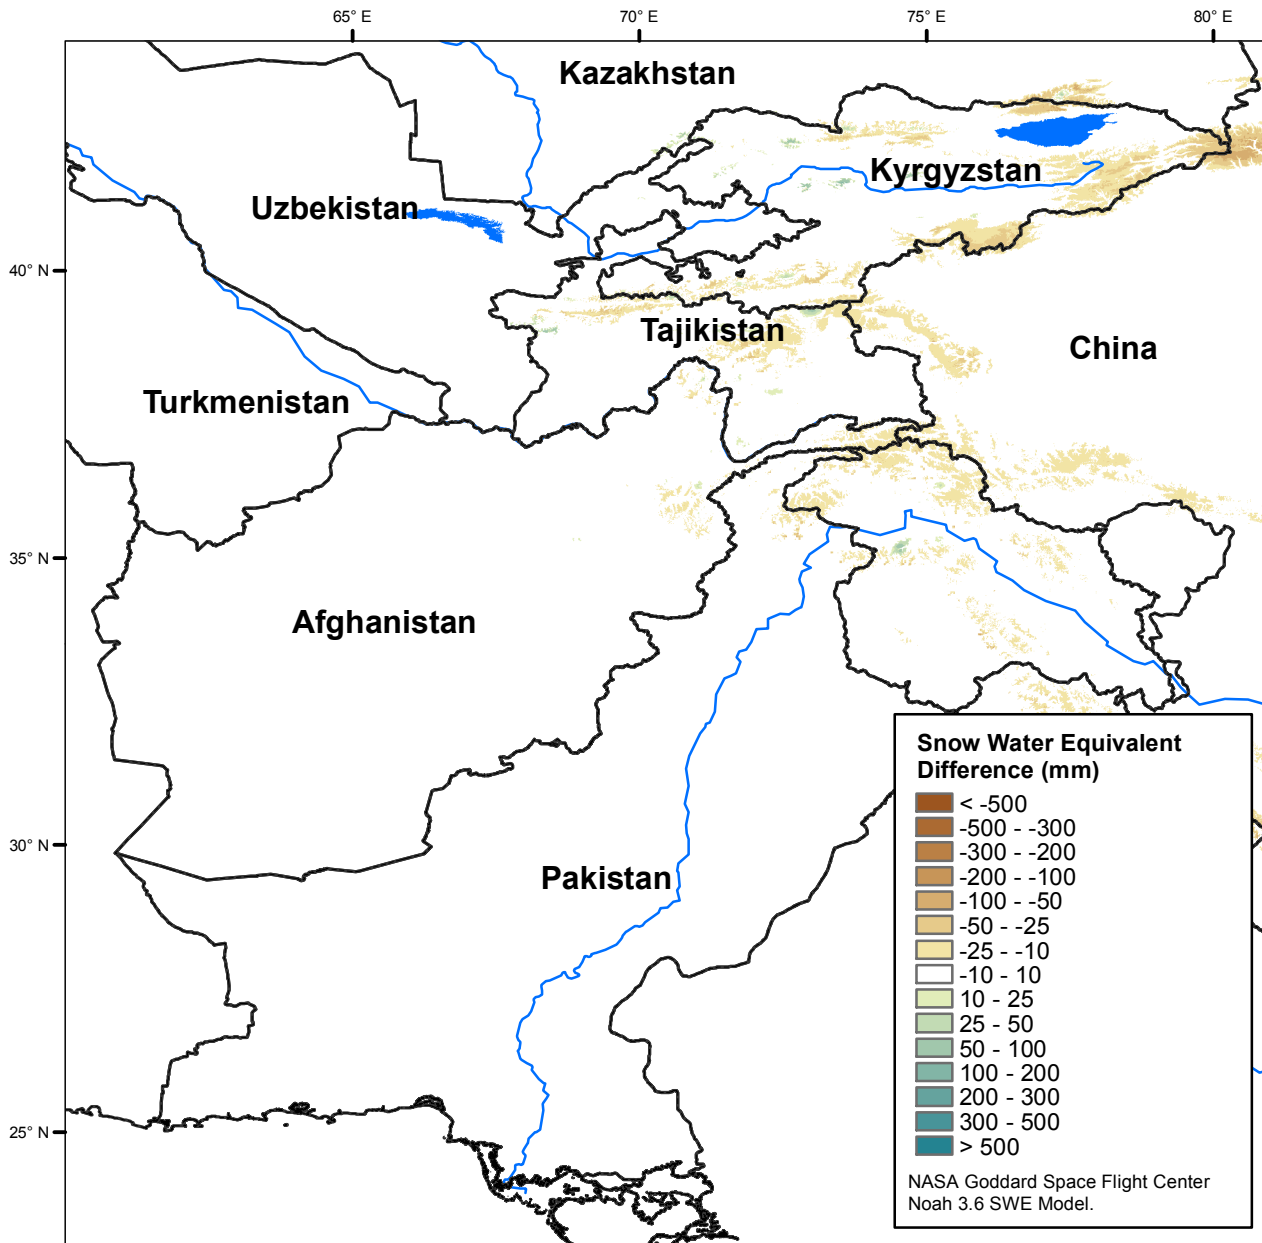 65° E
70° E
75° E
80° E
Kazakhstan
Kyrgyzstan
Uzbekistan
40° N
Tajikistan
China
Turkmenistan
35° N
Afghanistan
Snow Water Equivalent
Difference (mm)
< -500
-500 - -300
-300 - -200
-200 - -100
-100 - -50
-50 - -25
-25 - -10
-10 - 10
10 - 25
25 - 50
50 - 100
100 - 200
200 - 300
300 - 500
> 500
NASA Goddard Space Flight Center
Noah 3.6 SWE Model.
30° N
Pakistan
25° N